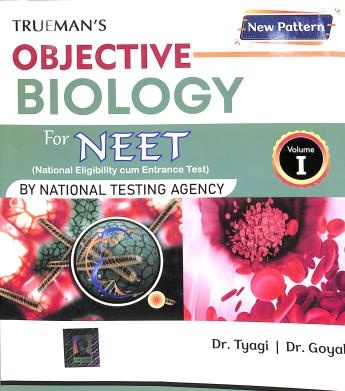 TRUEMAN'S
New Pattern
OBJECTIVE
BIOLOGY
For NEET
(National Eligibility cum Entrance Test)
Volume
I
BY NATIONAL TESTING AGENCY
Dr. Tyagi | Dr. Goyal